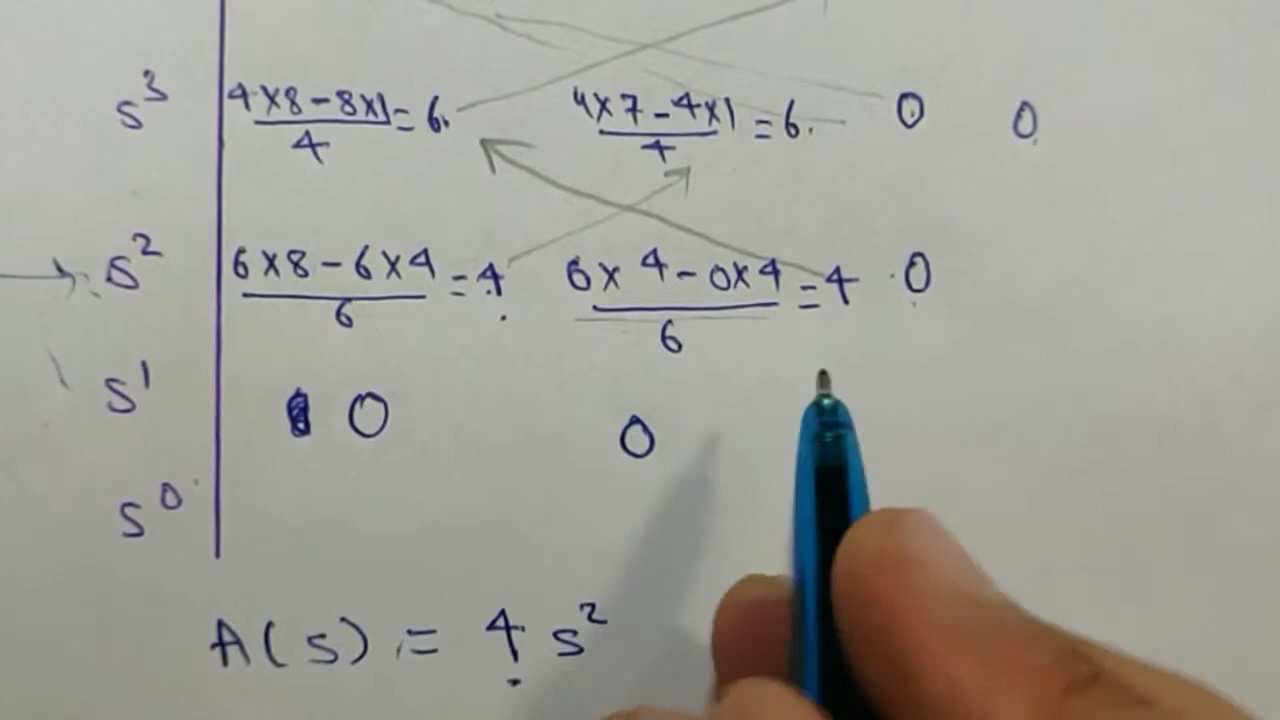 s³ (4×8-8×1)/4 = 6 (4×7-4×1)/4 = 6 0 0
s² (6×8-6×4)/6 = 4 (6×4-0×4)/6 = 4 0
s¹ 0 0
s⁰
A(s) = 4s²